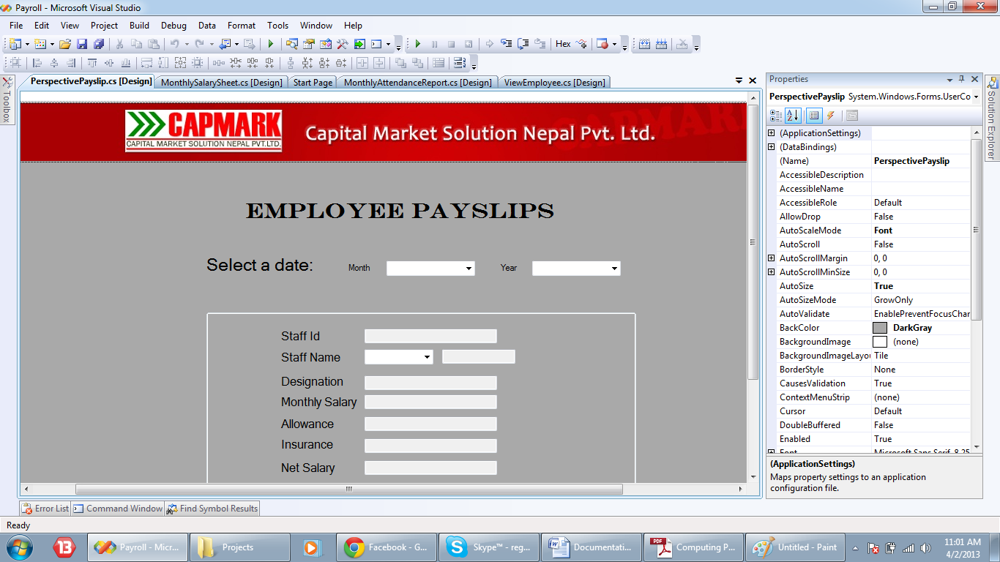 Payroll - Microsoft Visual Studio
File Edit View Project Build Debug Data Format Tools Window Help
Hex
PerspectivePayslip.cs [Design] MonthlySalarySheet.cs [Design] Start Page MonthlyAttendanceReport.cs [Design] ViewEmployee.cs [Design]
Toolbox
CAPMARK
CAPITAL MARKET SOLUTION NEPAL PVT.LTD.
Capital Market Solution Nepal Pvt. Ltd.
CAPMARK
EMPLOYEE PAYSLIPS
Select a date: Month Year
Staff Id
Staff Name
Designation
Monthly Salary
Allowance
Insurance
Net Salary
Properties
PerspectivePayslip System.Windows.Forms.UserCo
(ApplicationSettings)
(DataBindings)
(Name) PerspectivePayslip
AccessibleDescription
AccessibleName
AccessibleRole Default
AllowDrop False
AutoScaleMode Font
AutoScroll False
AutoScrollMargin 0, 0
AutoScrollMinSize 0, 0
AutoSize True
AutoSizeMode GrowOnly
AutoValidate EnablePreventFocusChar
BackColor DarkGray
BackgroundImage (none)
BackgroundImageLayou Tile
BorderStyle None
CausesValidation True
ContextMenuStrip (none)
Cursor Default
DoubleBuffered False
Enabled True
Font Microsoft Sans Serif, 8.25
(ApplicationSettings)
Maps property settings to an application
configuration file.
Solution Explorer
Error List Command Window Find Symbol Results
Ready
13 Payroll - Micr... Projects Facebook - G... Skype™ - reg... Documentati... PDF Computing P... Untitled - Paint
11:01 AM
4/2/2013